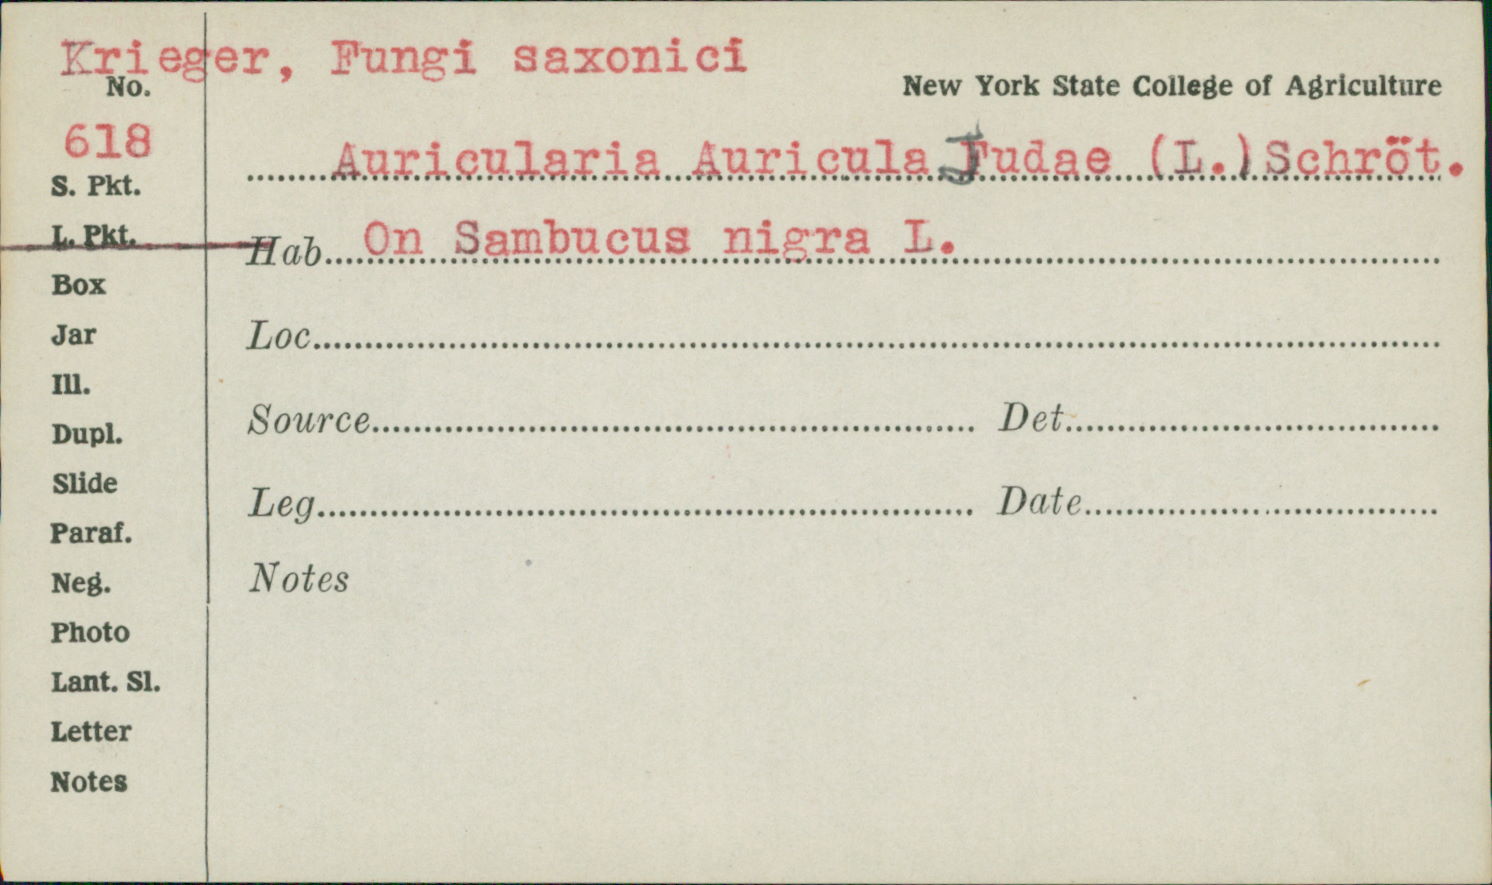 Krieger, Fungi saxonici
No.
New York State College of Agriculture
618
Auricularia Auricula Judae (L.)Schröt.
S. Pkt.
L. Pkt.
Hab. On Sambucus nigra L.
Box
Jar
Loc.
Ill.
Source
Det.
Dupl.
Slide
Leg.
Date
Paraf.
Neg.
Notes
Photo
Lant. Sl.
Letter
Notes